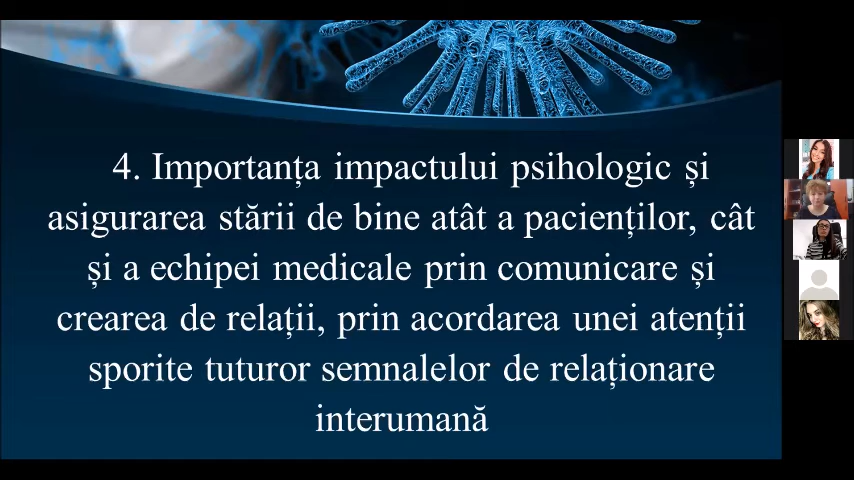 4. Importanța impactului psihologic și
asigurarea stării de bine atât a pacienților, cât
și a echipei medicale prin comunicare și
crearea de relații, prin acordarea unei atenții
sporite tuturor semnalelor de relaționare
interumană